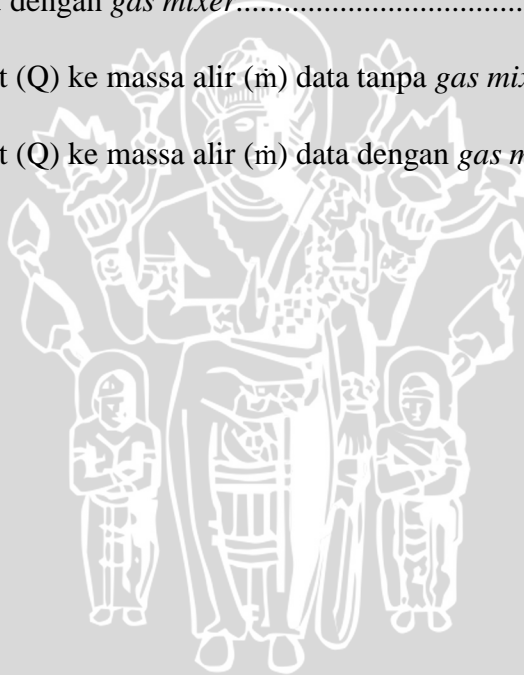 dengan gas mixer.......................................
t (Q) ke massa alir (ṁ) data tanpa gas mix
t (Q) ke massa alir (ṁ) data dengan gas m